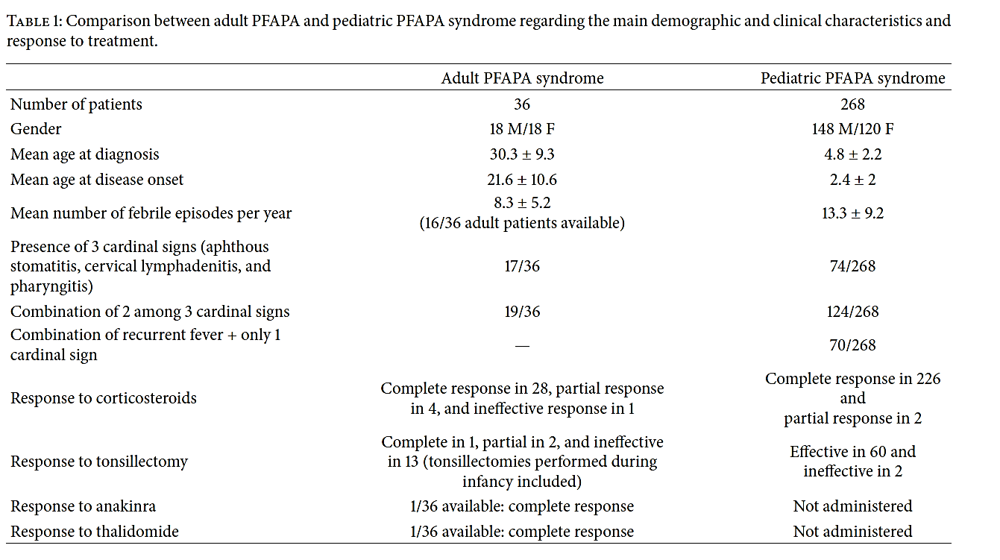 TABLE 1: Comparison between adult PFAPA and pediatric PFAPA syndrome regarding the main demographic and clinical characteristics and
response to treatment.
Adult PFAPA syndrome Pediatric PFAPA syndrome
Number of patients 36 268
Gender 18 M/18 F 148 M/120 F
Mean age at diagnosis 30.3 ± 9.3 4.8 ± 2.2
Mean age at disease onset 21.6 ± 10.6 2.4 ± 2
Mean number of febrile episodes per year 8.3 ± 5.2
(16/36 adult patients available) 13.3 ± 9.2
Presence of 3 cardinal signs (aphthous
stomatitis, cervical lymphadenitis, and
pharyngitis) 17/36 74/268
Combination of 2 among 3 cardinal signs 19/36 124/268
Combination of recurrent fever + only 1
cardinal sign — 70/268
Response to corticosteroids Complete response in 28, partial response
in 4, and ineffective response in 1 Complete response in 226
and
partial response in 2
Response to tonsillectomy Complete in 1, partial in 2, and ineffective
in 13 (tonsillectomies performed during
infancy included) Effective in 60 and
ineffective in 2
Response to anakinra 1/36 available: complete response Not administered
Response to thalidomide 1/36 available: complete response Not administered